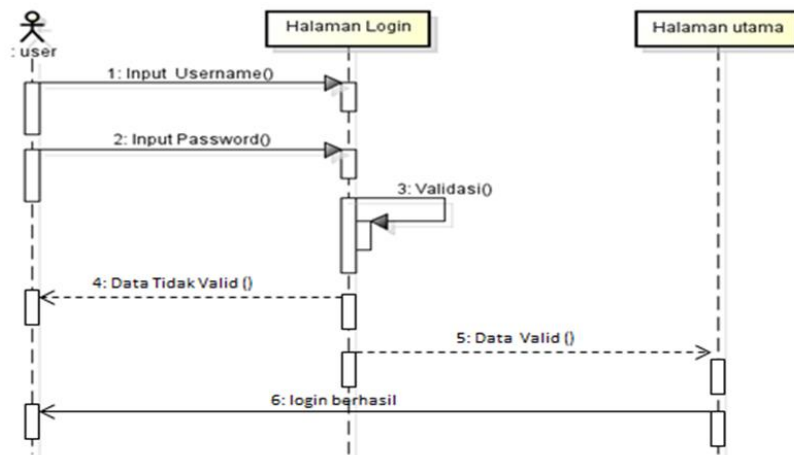 : user
Halaman Login
Halaman utama
1: Input Username()
2: Input Password()
3: Validasi()
4: Data Tidak Valid ()
5: Data Valid ()
6: login berhasil